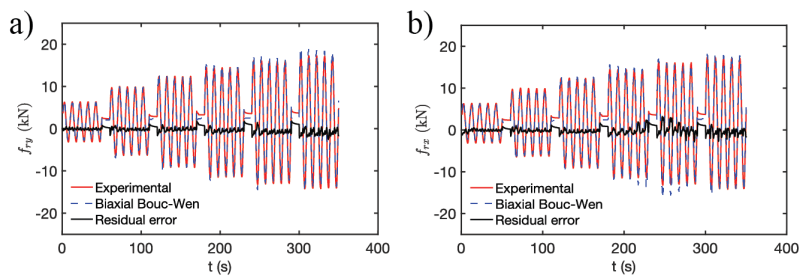 a)
20
10
0
-10
-20
f_ry (kN)
Experimental
Biaxial Bouc-Wen
Residual error
0 100 200 300 400
t (s)
b)
20
10
0
-10
-20
f_rz (kN)
Experimental
Biaxial Bouc-Wen
Residual error
0 100 200 300 400
t (s)